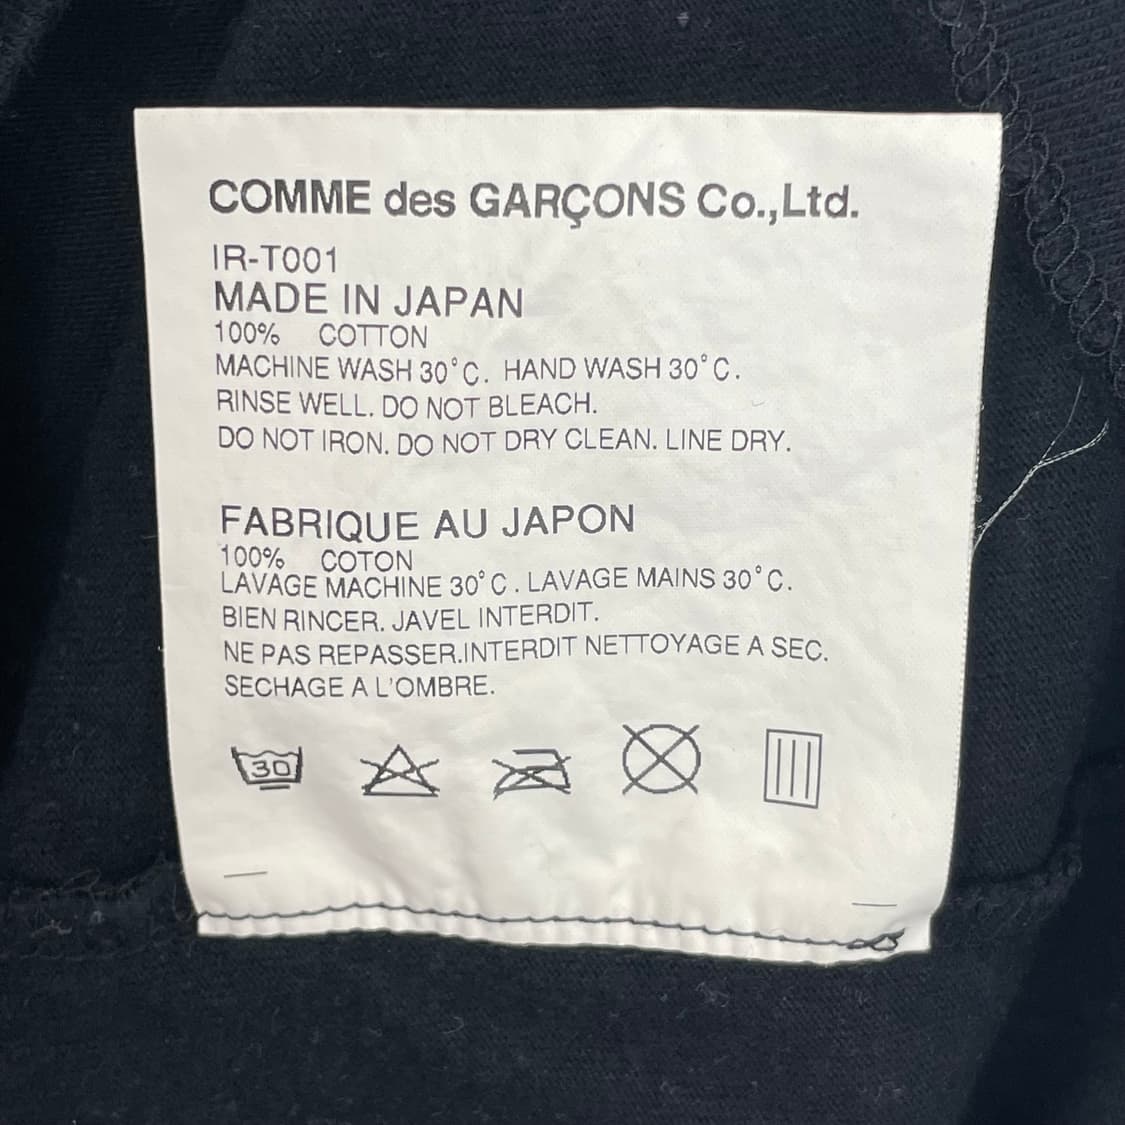 COMME des GARÇONS Co.,Ltd.
IR-T001
MADE IN JAPAN
100% COTTON
MACHINE WASH 30°C. HAND WASH 30°C.
RINSE WELL. DO NOT BLEACH.
DO NOT IRON. DO NOT DRY CLEAN. LINE DRY.
FABRIQUE AU JAPON
100% COTON
LAVAGE MACHINE 30°C. LAVAGE MAINS 30°C.
BIEN RINCER. JAVEL INTERDIT.
NE PAS REPASSER.INTERDIT NETTOYAGE A SEC.
SECHAGE A L'OMBRE.
30